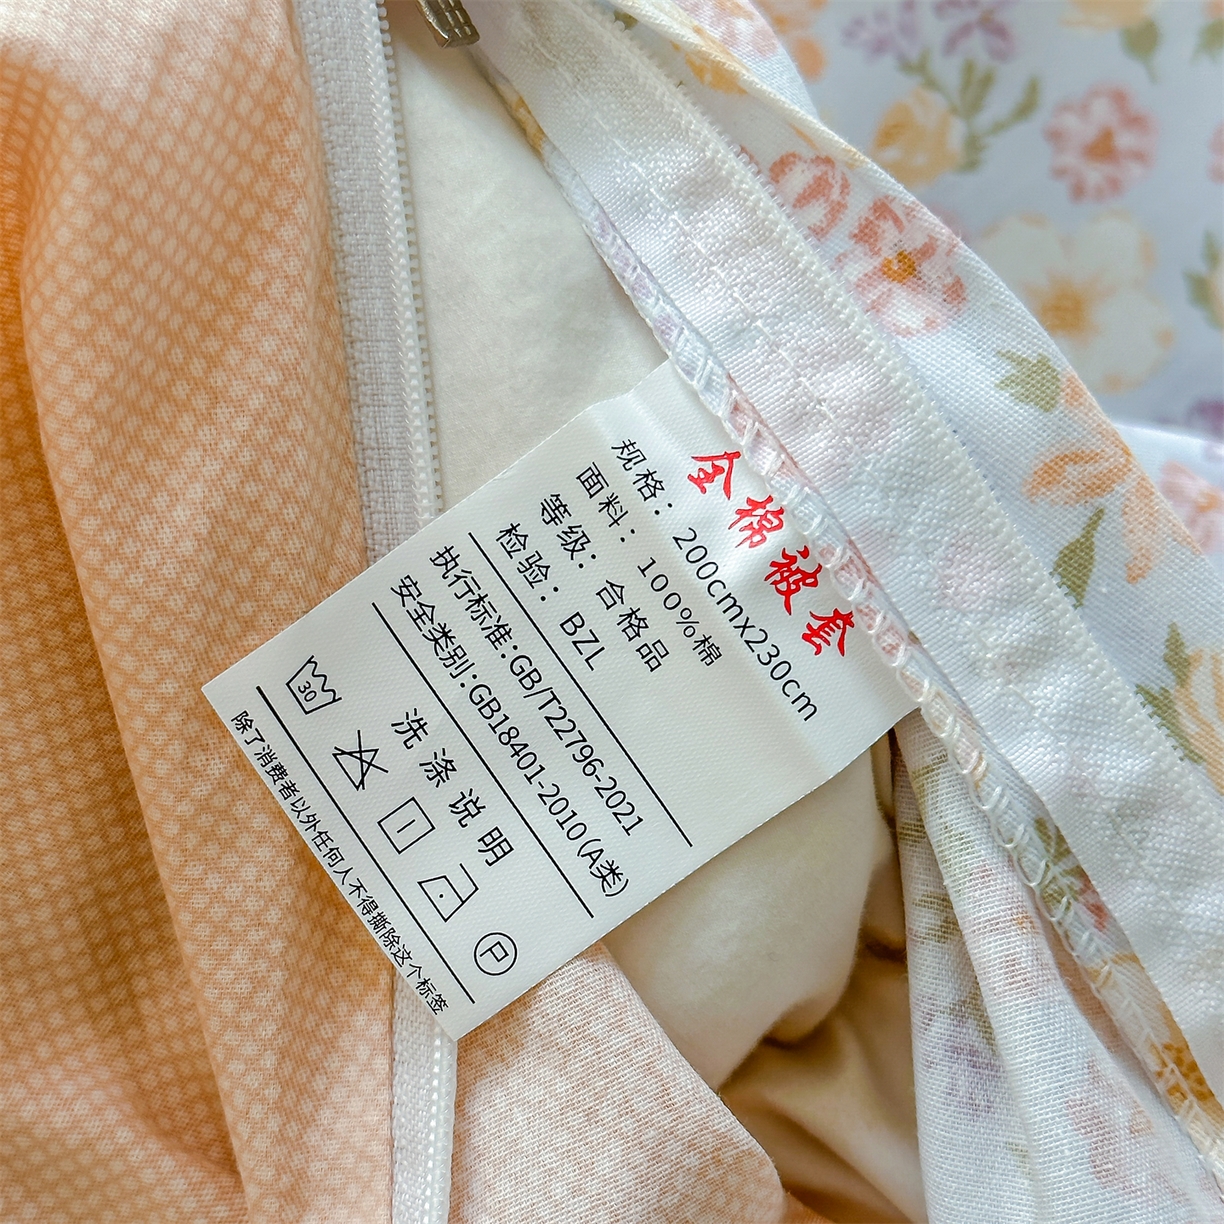 全棉被套
规格：200cmx230cm
面料：100%棉
等级：合格品
检验：BZL
执行标准:GB/T22796-2021
安全类别:GB18401-2010(A类)
洗涤说明
30
P
除了消费者以外任何人不得撕除这个标签